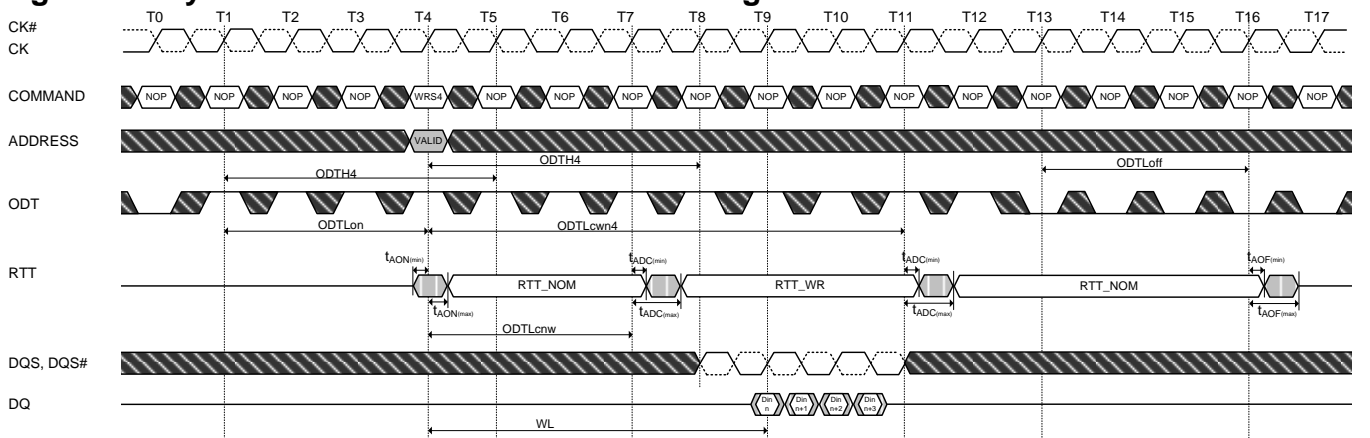 T0 T1 T2 T3 T4 T5 T6 T7 T8 T9 T10 T11 T12 T13 T14 T15 T16 T17
CK#
CK
COMMAND NOP NOP NOP NOP WRS4 NOP NOP NOP NOP NOP NOP NOP NOP NOP NOP NOP NOP NOP
ADDRESS VALID
ODTH4 ODTLoff
ODTH4
ODT
ODTLon ODTLcwn4
tAON(min) tADC(min) tADC(min) tAOF(min)
RTT RTT_NOM RTT_WR RTT_NOM
tAON(max) tADC(max) tADC(max) tAOF(max)
ODTLcnw
DQS, DQS#
DQ Din n Din n+1 Din n+2 Din n+3
WL